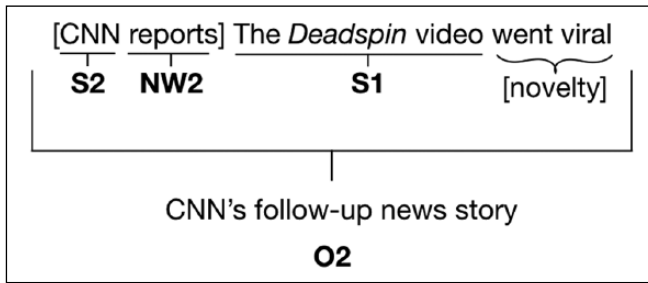 [CNN reports] The Deadspin video went viral
S2 NW2 S1 [novelty]
CNN’s follow-up news story
O2